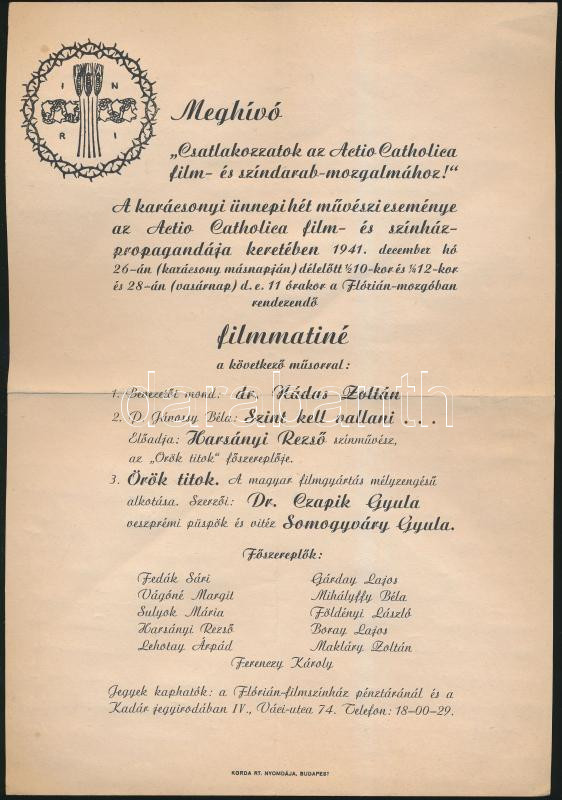 I N
R I
Meghívó
„Csatlakozzatok az Actio Catholica
film- és színdarab-mozgalmához!“
A karácsonyi ünnepi hét művészi eseménye
az Actio Catholica film- és színház-
propagandája keretében 1941. december hó
26-án (karácsony másnapján) délelőtt ½10-kor és ¼12-kor
és 28-án (vasárnap) d. e. 11 órakor a Flórián-mozgóban
rendezendő
filmmatiné
a következő műsorral:
1. Bevezetőt mond: dr. Kádas Zoltán
2. P. Jánossy Béla: Szint kell vallani ....
Előadja: Harsányi Rezső színművész,
az „Örök titok“ főszereplője.
3. Örök titok. A magyar filmgyártás mélyzengésű
alkotása. Szerzői: Dr. Czapik Gyula
veszprémi püspök és vitéz Somogyváry Gyula.
Főszereplők:
Fedák Sári
Vágóné Margit
Sulyok Mária
Harsányi Rezső
Lehotay Árpád
Gárday Lajos
Mihályffy Béla
Földényi László
Boray Lajos
Makláry Zoltán
Ferenczy Károly
Jegyek kaphatók: a Flórián-filmszínház pénztáránál és a
Kadár jegyirodában IV., Váci-utca 74. Telefon: 18—00—29.
KORDA RT. NYOMDÁJA, BUDAPEST
darabanth